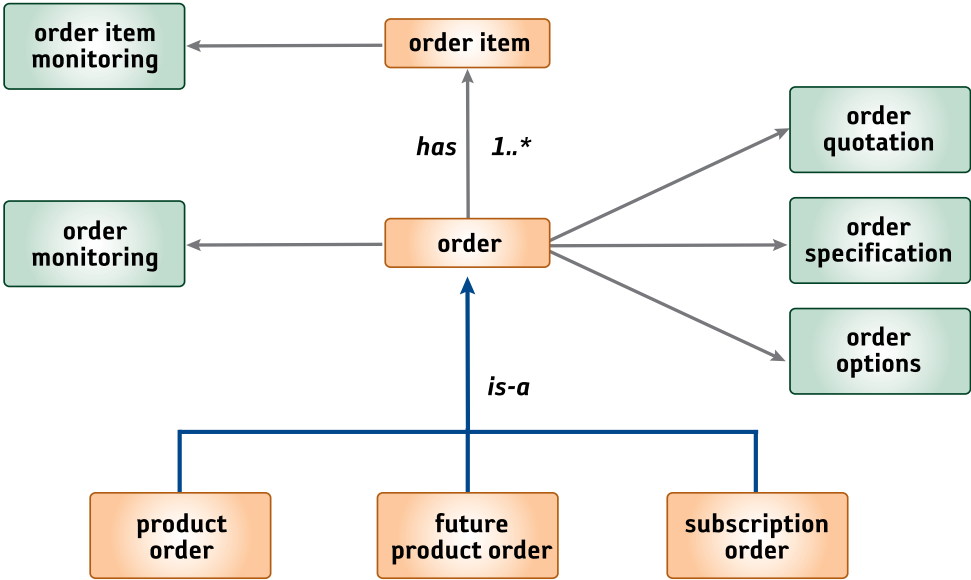 order item
monitoring
order item
has
1..*
order
quotation
order
monitoring
order
order
specification
order
options
is-a
product
order
future
product order
subscription
order